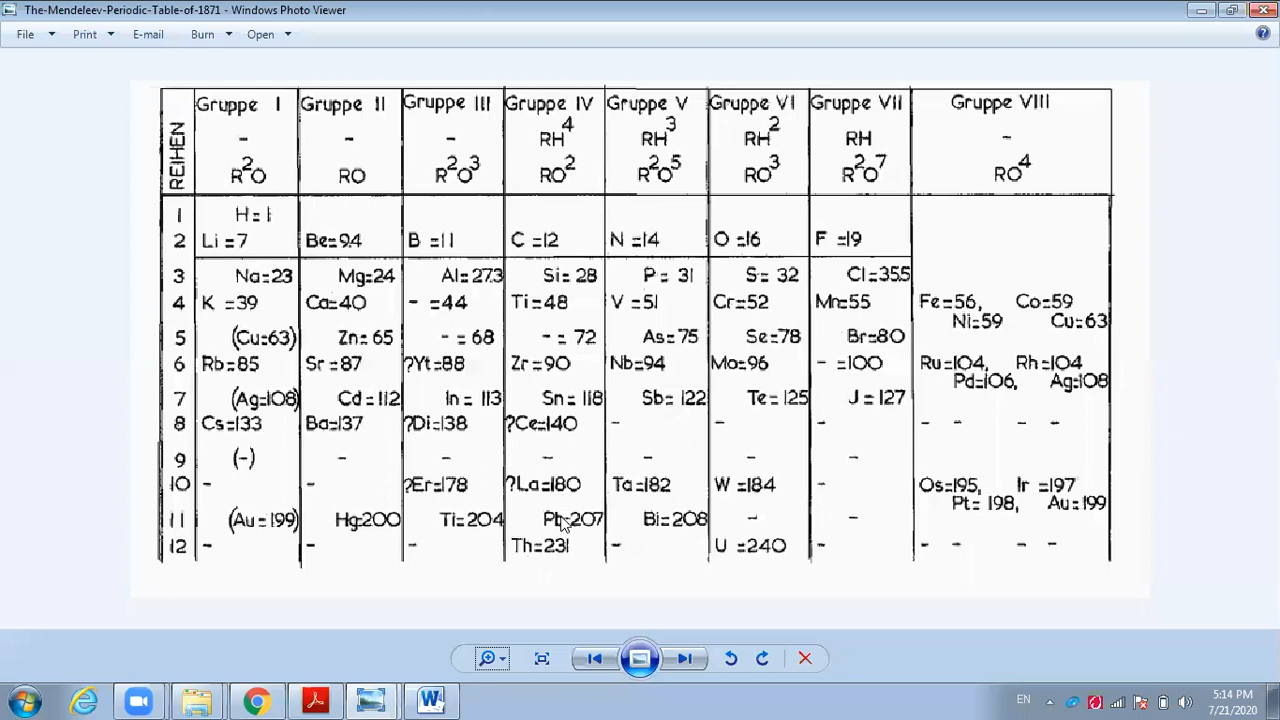 The-Mendeleev-Periodic-Table-of-1871 - Windows Photo Viewer
File Print E-mail Burn Open
REIHEN Gruppe I Gruppe II Gruppe III Gruppe IV Gruppe V Gruppe VI Gruppe VII Gruppe VIII
- - - RH4 RH3 RH2 RH -
R2O RO R2O3 RO2 R2O5 RO3 R2O7 RO4
1 H=1
2 Li=7 Be=9.4 B=11 C=12 N=14 O=16 F=19
3 Na=23 Mg=24 Al=27.3 Si=28 P=31 S=32 Cl=35.5
4 K=39 Ca=40 -=44 Ti=48 V=51 Cr=52 Mn=55 Fe=56, Co=59
Ni=59 Cu=63
5 (Cu=63) Zn=65 -=68 -=72 As=75 Se=78 Br=80
6 Rb=85 Sr=87 ?Yt=88 Zr=90 Nb=94 Mo=96 -=100 Ru=104, Rh=104
Pd=106, Ag=108
7 (Ag=108) Cd=112 In=113 Sn=118 Sb=122 Te=125 J=127
8 Cs=133 Ba=137 ?Di=138 ?Ce=140 - - - - - - -
9 (-) - - - - - -
10 - - ?Er=178 ?La=180 Ta=182 W=184 - Os=195, Ir=197
Pt=198, Au=199
11 (Au=199) Hg=200 Ti=204 Pb=207 Bi=208 - -
12 - - - Th=231 - U=240 - - - - -
EN 5:14 PM
7/21/2020